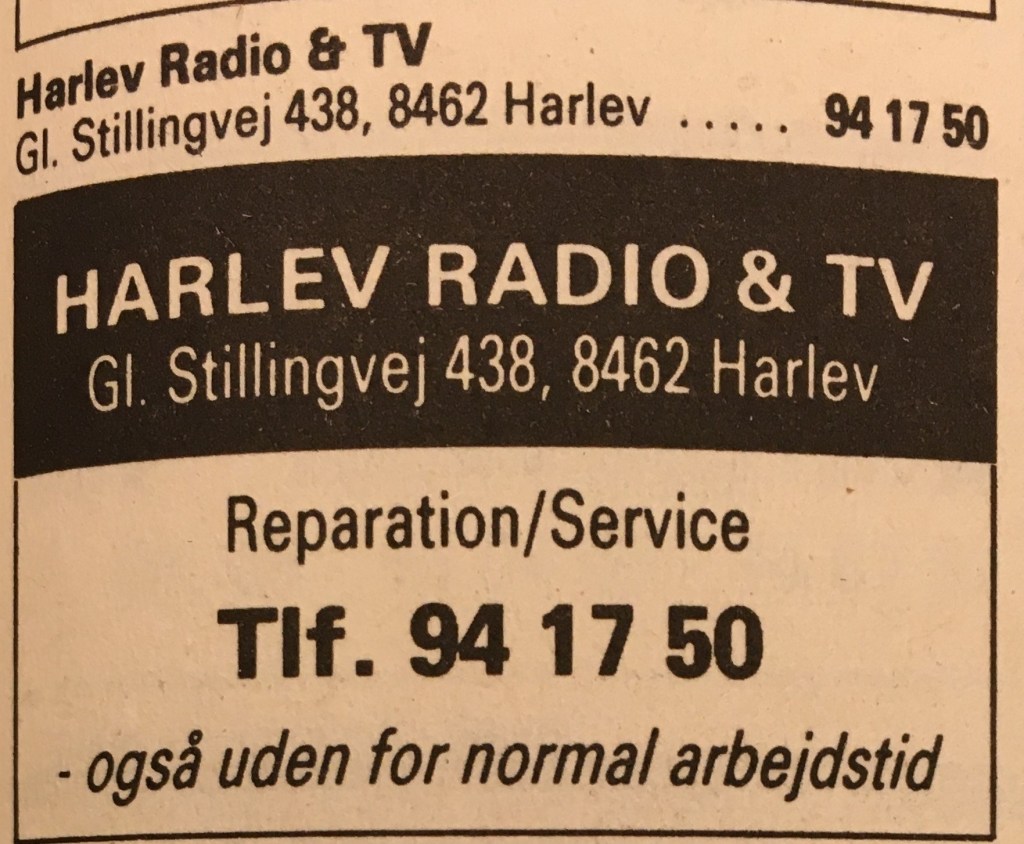 Harlev Radio & TV
Gl. Stillingvej 438, 8462 Harlev ..... 94 17 50
HARLEV RADIO & TV
Gl. Stillingvej 438, 8462 Harlev
Reparation/Service
Tlf. 94 17 50
- også uden for normal arbejdstid